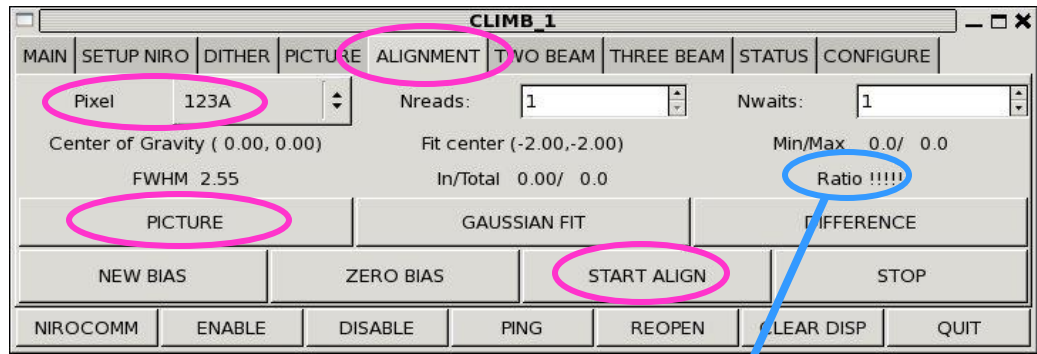 CLIMB_1
MAIN SETUP NIRO DITHER PICTURE ALIGNMENT TWO BEAM THREE BEAM STATUS CONFIGURE
Pixel 123A Nreads: 1 Nwaits: 1
Center of Gravity ( 0.00, 0.00) Fit center (-2.00,-2.00) Min/Max 0.0/ 0.0
FWHM 2.55 In/Total 0.00/ 0.0 Ratio !!!!!
PICTURE GAUSSIAN FIT DIFFERENCE
NEW BIAS ZERO BIAS START ALIGN STOP
NIROCOMM ENABLE DISABLE PING REOPEN CLEAR DISP QUIT